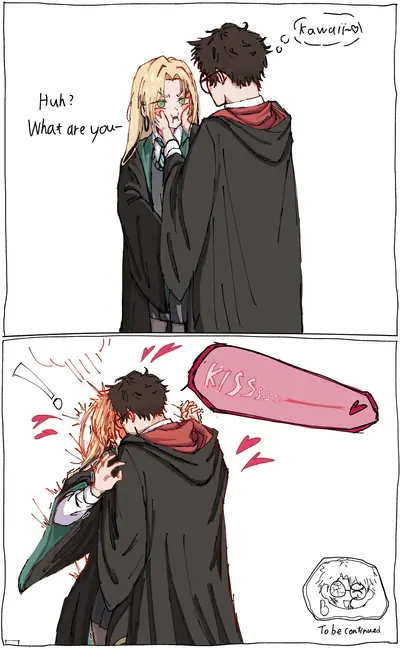 Kawaii~
Huh?
What are you-
!
KISSsss
To be continued